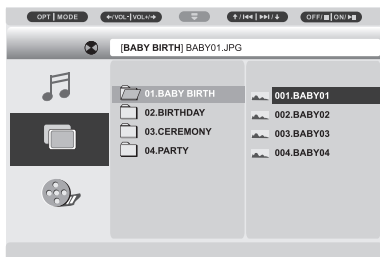 OPT MODE ←/VOL- VOL+/→ ↑/⏮ ⏭/↓ OFF/■ ON/▶■
[BABY BIRTH] BABY01.JPG
01.BABY BIRTH 001.BABY01
02.BIRTHDAY 002.BABY02
03.CEREMONY 003.BABY03
04.PARTY 004.BABY04